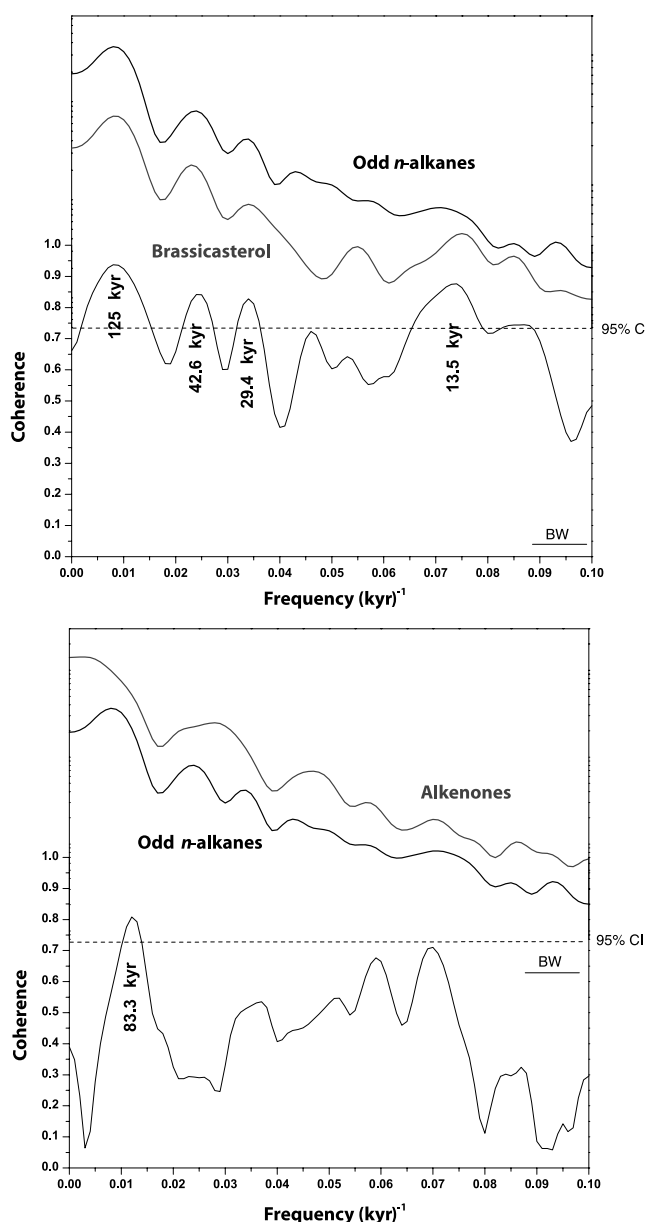 Odd n-alkanes
Brassicasterol
1.0
0.9
0.8
0.7
0.6
0.5
0.4
0.3
0.2
0.1
0.0
Coherence
125 kyr
42.6 kyr
29.4 kyr
13.5 kyr
95% C
BW
0.00 0.01 0.02 0.03 0.04 0.05 0.06 0.07 0.08 0.09 0.10
Frequency (kyr)-1
Alkenones
Odd n-alkanes
1.0
0.9
0.8
0.7
0.6
0.5
0.4
0.3
0.2
0.1
0.0
Coherence
83.3 kyr
95% CI
BW
0.00 0.01 0.02 0.03 0.04 0.05 0.06 0.07 0.08 0.09 0.10
Frequency (kyr)-1